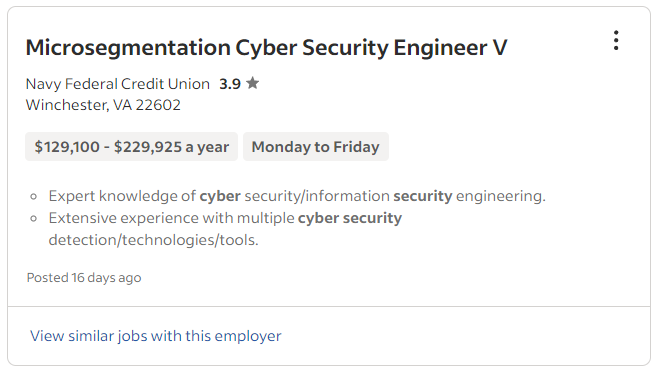 Microsegmentation Cyber Security Engineer V
Navy Federal Credit Union 3.9 ★
Winchester, VA 22602
$129,100 - $229,925 a year Monday to Friday
Expert knowledge of cyber security/information security engineering.
Extensive experience with multiple cyber security
detection/technologies/tools.
Posted 16 days ago
View similar jobs with this employer